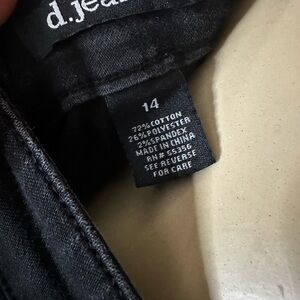 d.jea
14
72%COTTON
26%POLYESTER
2%SPANDEX
MADE IN CHINA
RN# 55356
SEE REVERSE
FOR CARE